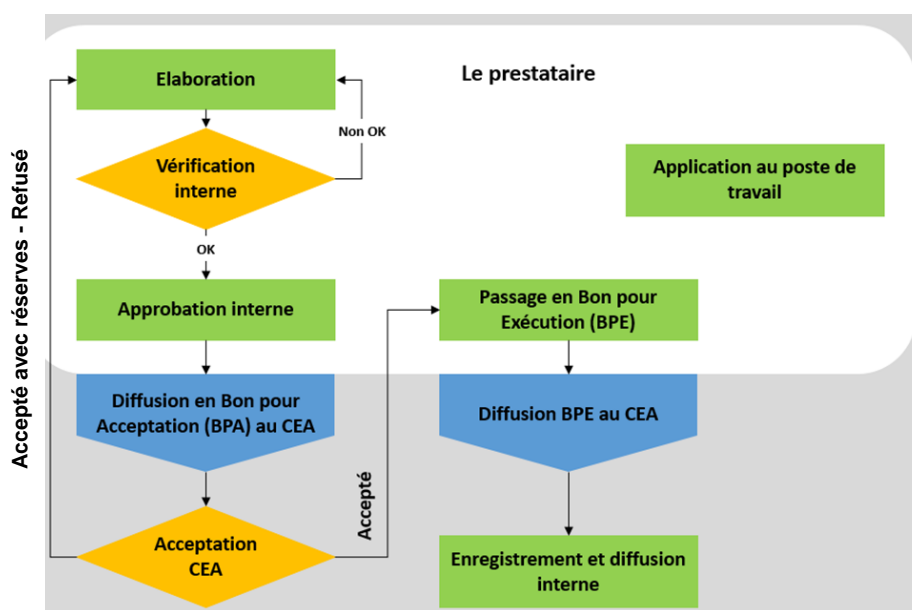 Elaboration
Le prestataire
Non OK
Vérification
interne
Application au poste de
travail
OK
Approbation interne
Passage en Bon pour
Exécution (BPE)
Accepté avec réserves - Refusé
Diffusion en Bon pour
Acceptation (BPA) au CEA
Diffusion BPE au CEA
Accepté
Acceptation
CEA
Enregistrement et diffusion
interne